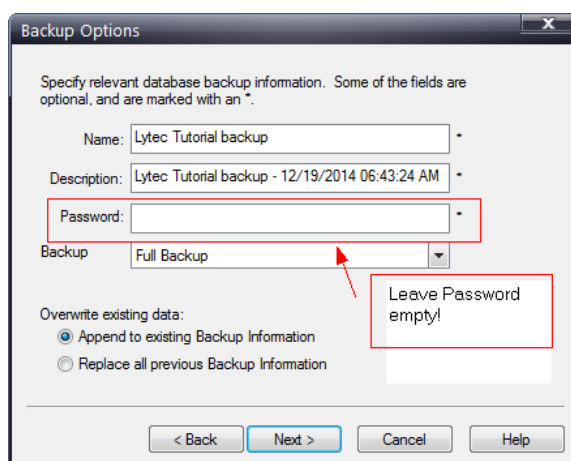 Backup Options
X
Specify relevant database backup information. Some of the fields are
optional, and are marked with an *.
Name: Lytec Tutorial backup *
Description: Lytec Tutorial backup - 12/19/2014 06:43:24 AM *
Password: *
Backup Full Backup
Leave Password
empty!
Overwrite existing data:
Append to existing Backup Information
Replace all previous Backup Information
< Back Next > Cancel Help